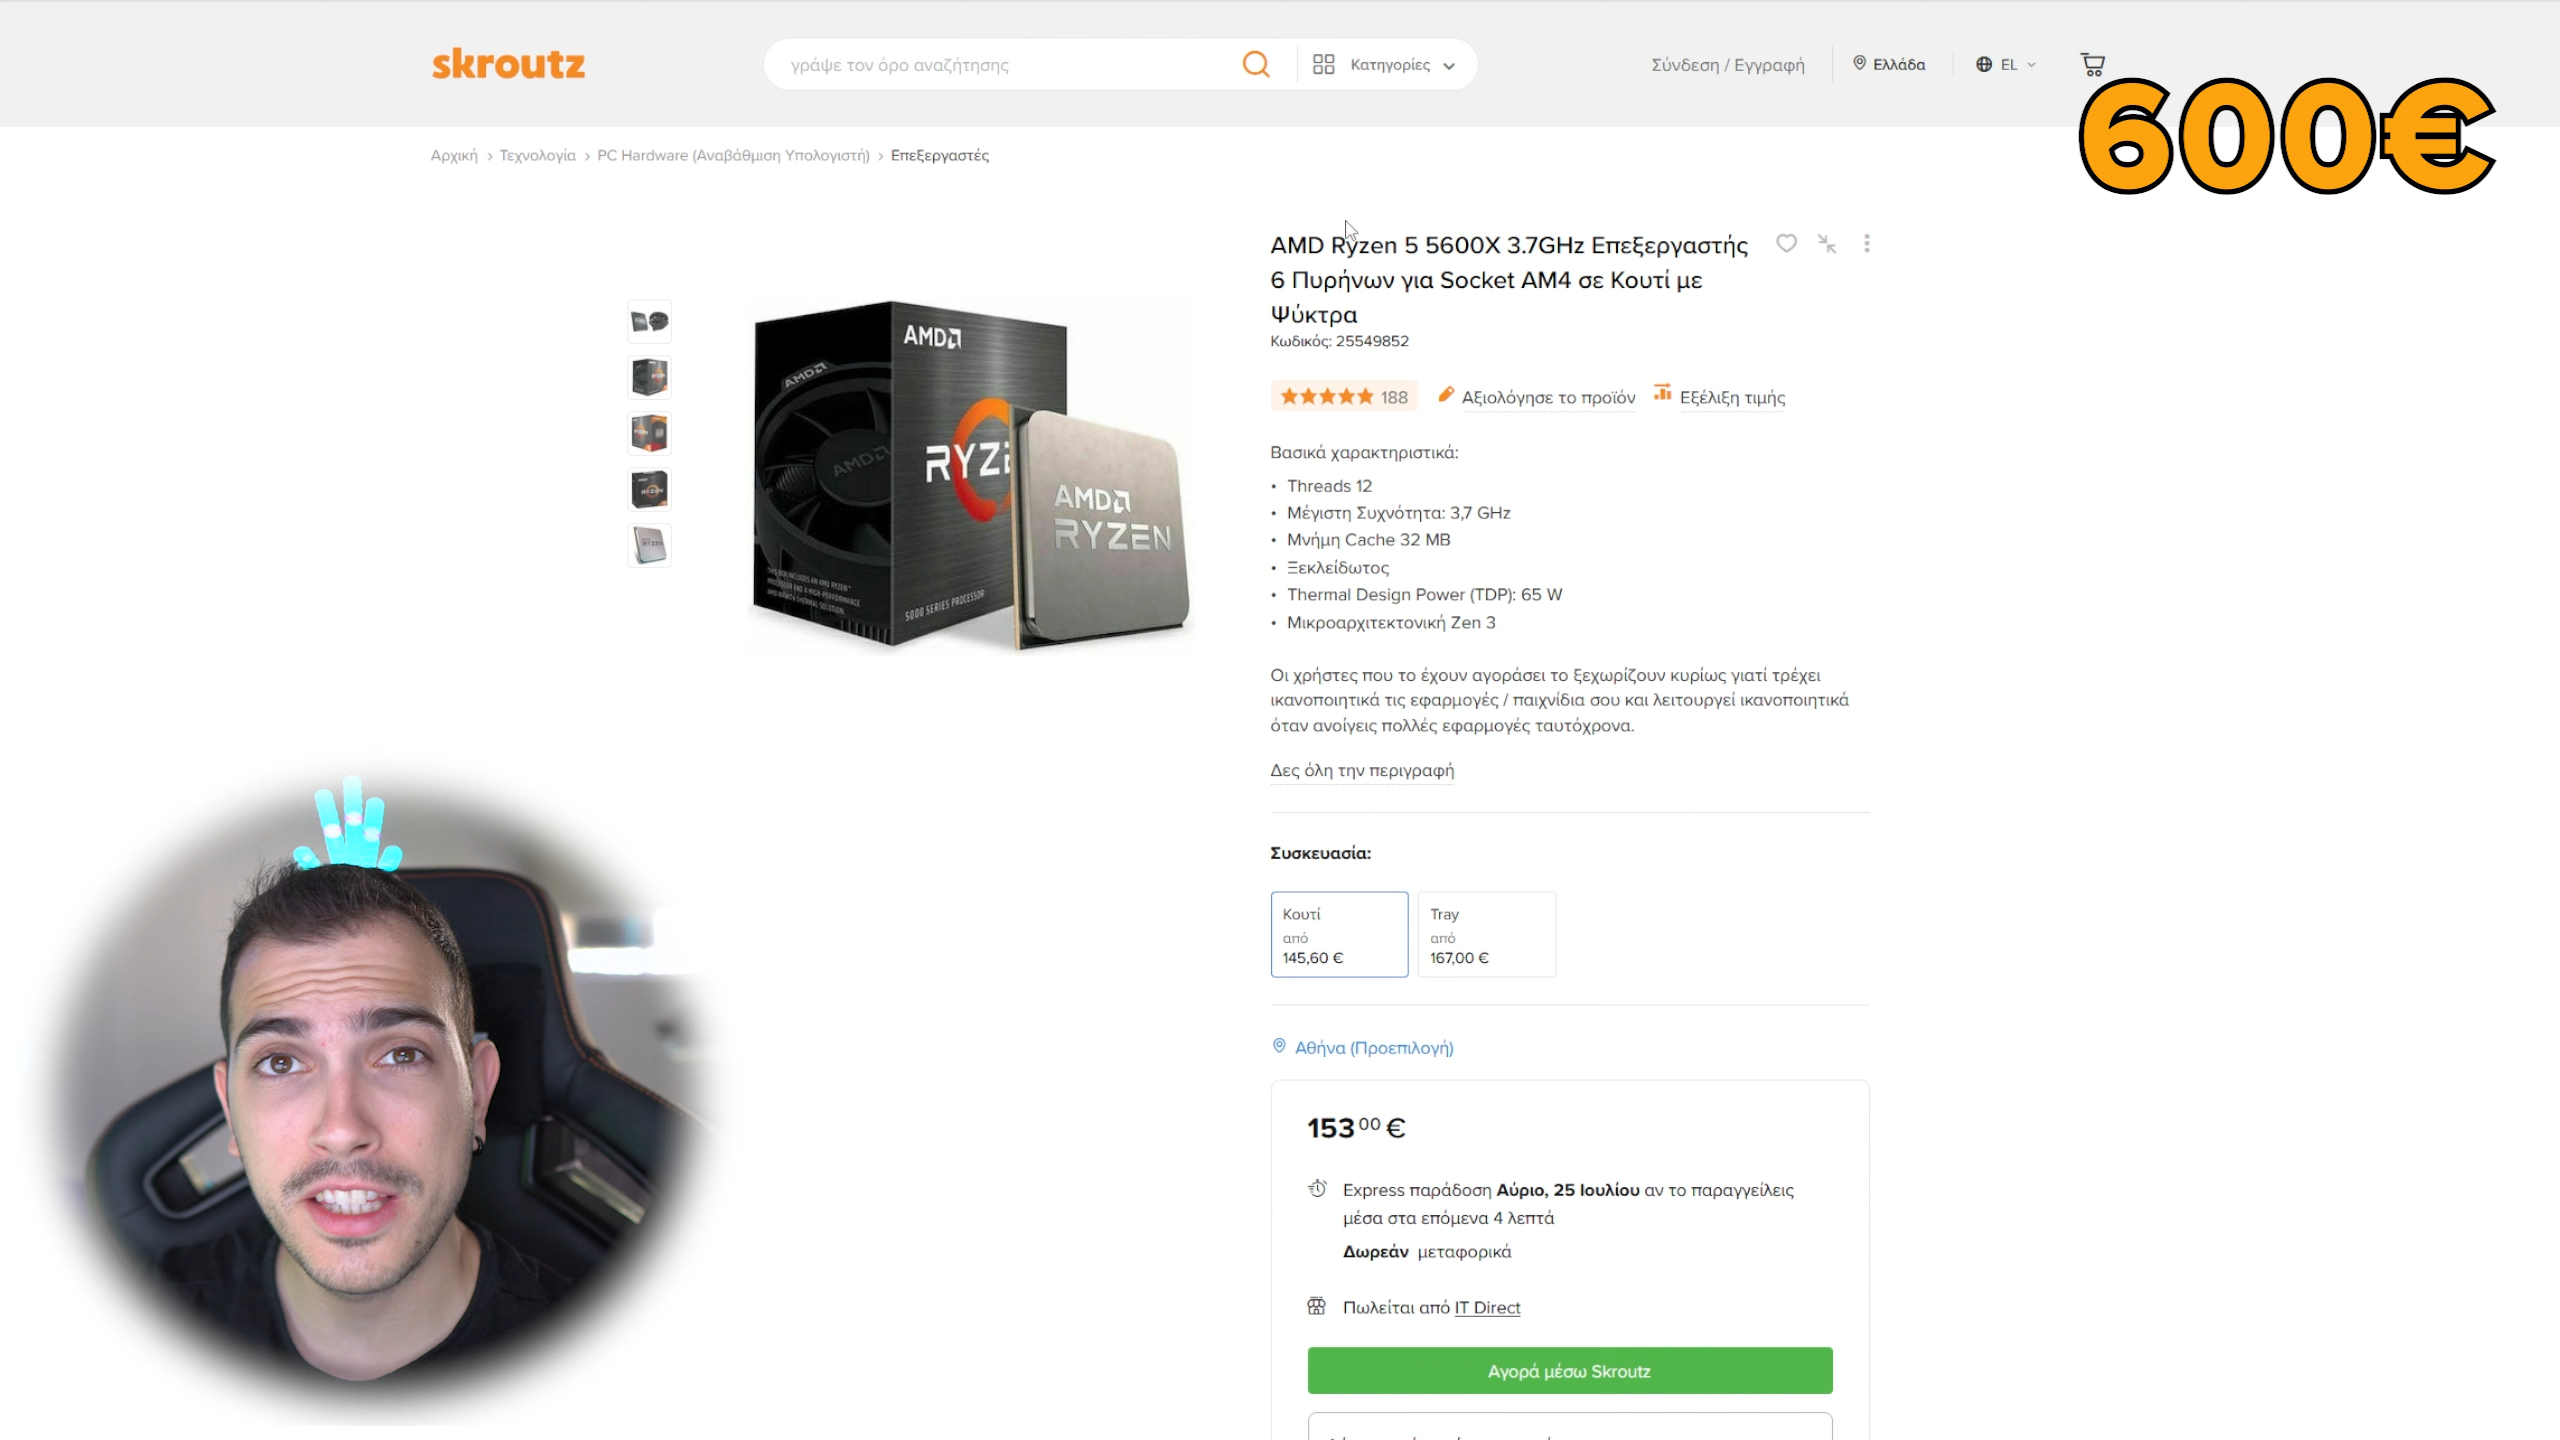 skroutz
γράψε τον όρο αναζήτησης
Κατηγορίες
Σύνδεση / Εγγραφή
Ελλάδα
EL
600€
Αρχική > Τεχνολογία > PC Hardware (Αναβάθμιση Υπολογιστή) > Επεξεργαστές
AMD Ryzen 5 5600X 3.7GHz Επεξεργαστής
6 Πυρήνων για Socket AM4 σε Κουτί με
Ψύκτρα
Κωδικός: 25549852
188
Αξιολόγησε το προϊόν
Εξέλιξη τιμής
AMD
AMD
AMD
RYZE
AMD
RYZEN
5000 SERIES PROCESSOR
Βασικά χαρακτηριστικά:
• Threads 12
• Μέγιστη Συχνότητα: 3,7 GHz
• Μνήμη Cache 32 MB
• Ξεκλείδωτος
• Thermal Design Power (TDP): 65 W
• Μικροαρχιτεκτονική Zen 3
Οι χρήστες που το έχουν αγοράσει το ξεχωρίζουν κυρίως γιατί τρέχει
ικανοποιητικά τις εφαρμογές / παιχνίδια σου και λειτουργεί ικανοποιητικά
όταν ανοίγεις πολλές εφαρμογές ταυτόχρονα.
Δες όλη την περιγραφή
Συσκευασία:
Κουτί
από
145,60 €
Tray
από
167,00 €
Αθήνα (Προεπιλογή)
153 00 €
Express παράδοση Αύριο, 25 Ιουλίου αν το παραγγείλεις
μέσα στα επόμενα 4 λεπτά
Δωρεάν μεταφορικά
Πωλείται από IT Direct
Αγορά μέσω Skroutz